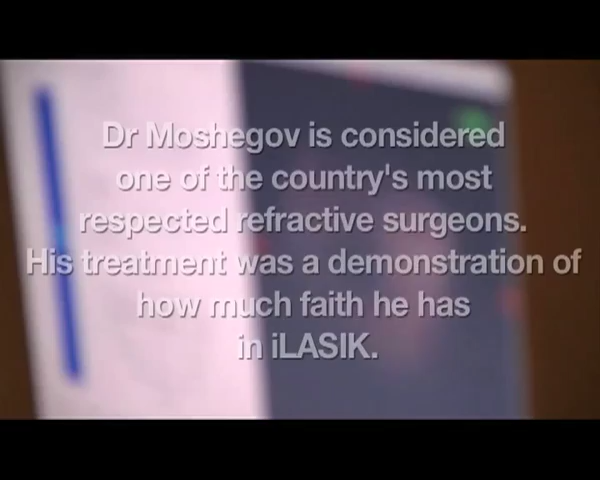 Dr Moshegov is considered
one of the country's most
respected refractive surgeons.
His treatment was a demonstration of
how much faith he has
in iLASIK.